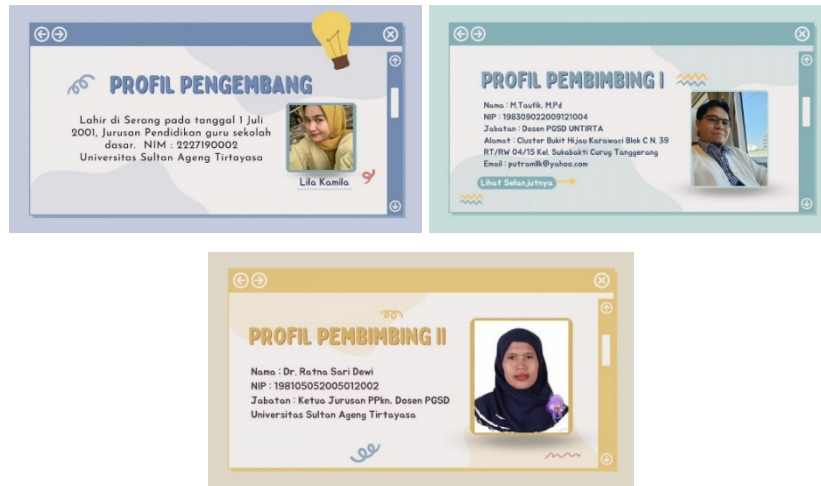 PROFIL PENGEMBANG
Lahir di Serang pada tanggal 1 Juli
2001, Jurusan Pendidikan guru sekolah
dasar. NIM : 2227190002
Universitas Sultan Ageng Tirtayasa
Lila Kamila
PROFIL PEMBIMBING I
Nama : M.Taufik, M.Pd
NIP : 198309022009121004
Jabatan : Dosen PGSD UNTIRTA
Alamat : Cluster Bukit Hijau Karawaci Blok C N, 39
RT/RW 04/15 Kel, Sukabakti Curug Tanggerang
Email : putramllk@yahoo.com
Lihat Selanjutnya
PROFIL PEMBIMBING II
Nama : Dr, Ratna Sari Dewi
NIP : 198105052005012002
Jabatan : Ketua Jurusan PPkn, Dosen PGSD
Universitas Sultan Ageng Tirtayasa